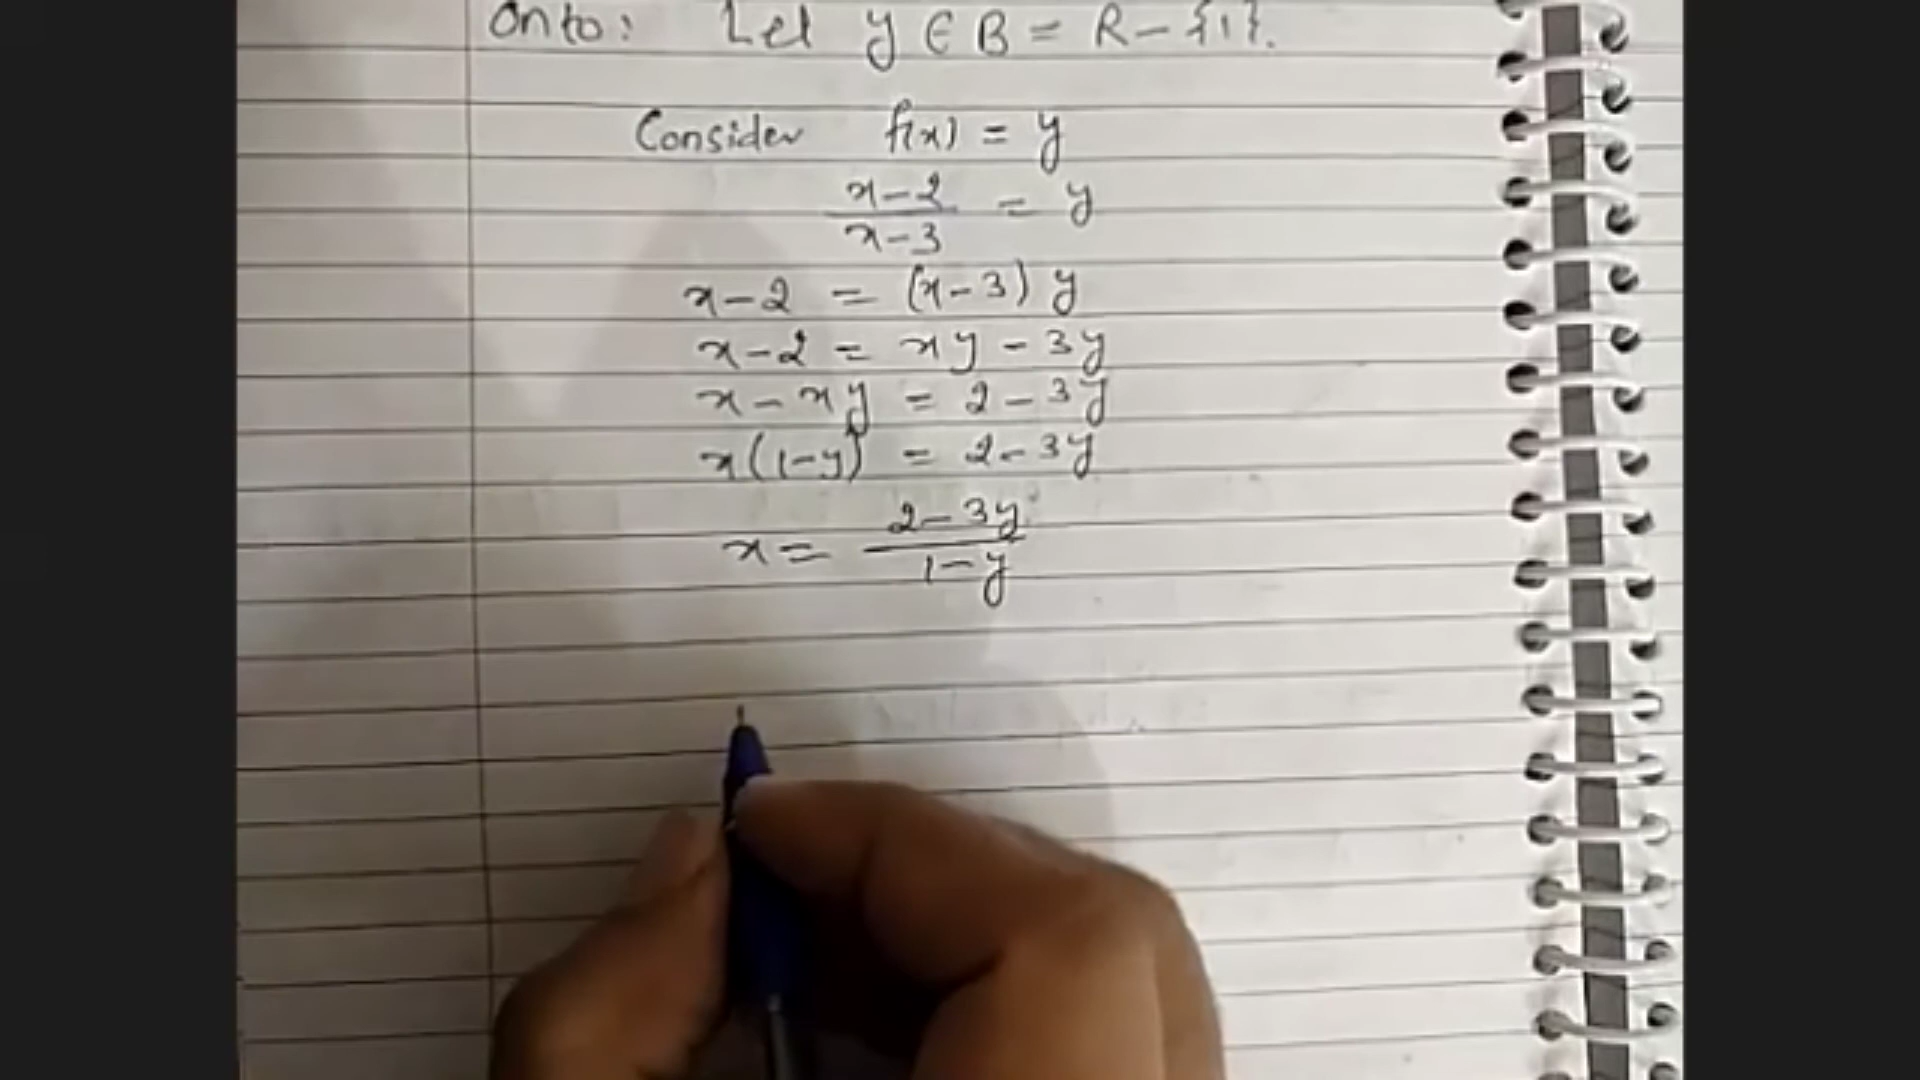 Onto: Let y ∈ B = R - {1}.
Consider f(x) = y
x-2/x-3 = y
x-2 = (x-3) y
x-2 = xy - 3y
x - xy = 2 - 3y
x(1-y) = 2-3y
x = 2-3y/1-y